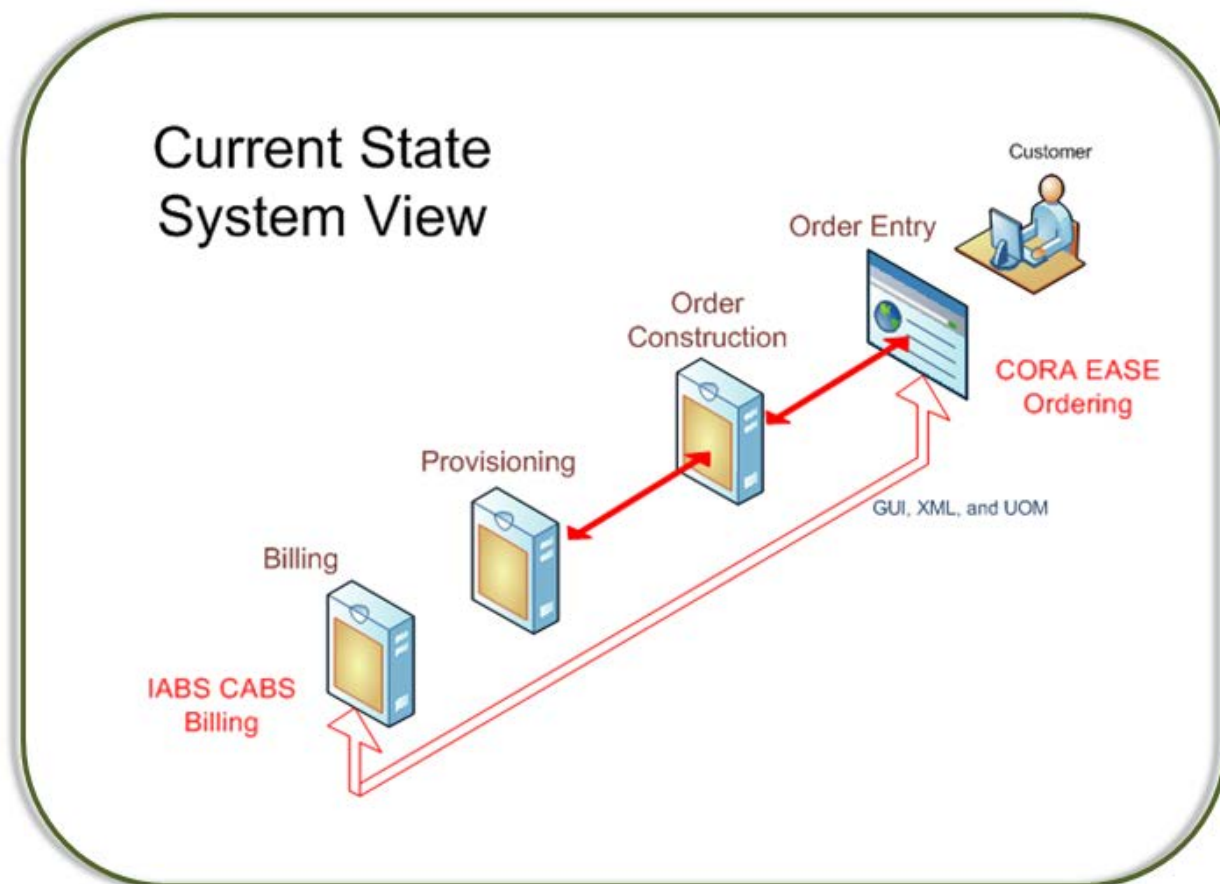 Current State
System View
Customer
Order Entry
Order
Construction
CORA EASE
Ordering
Provisioning
GUI, XML, and UOM
Billing
IABS CABS
Billing